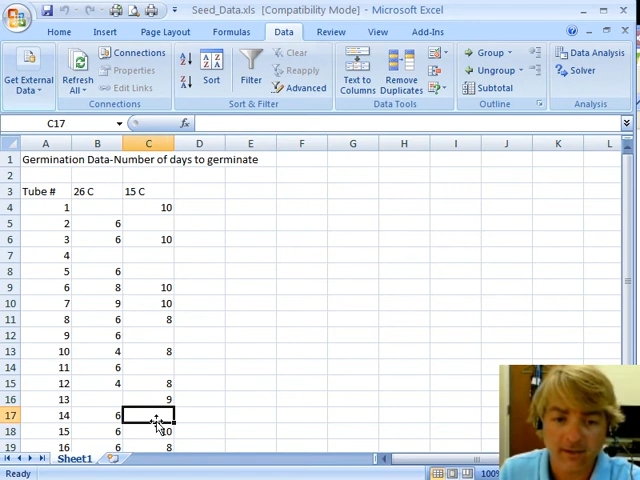 Seed_Data.xls [Compatibility Mode] - Microsoft Excel
Home Insert Page Layout Formulas Data Review View Add-Ins
Get External Data
Refresh All
Connections
Properties
Edit Links
Connections
Sort
Filter
Clear
Reapply
Advanced
Sort & Filter
Text to Columns
Remove Duplicates
Data Tools
Group
Ungroup
Subtotal
Outline
Data Analysis
Solver
Analysis
C17 fx
A B C D E F G H I J K L
1 Germination Data-Number of days to germinate
2
3 Tube # 26 C 15 C
4 1 10
5 2 6
6 3 6 10
7 4
8 5 6
9 6 8 10
10 7 9 10
11 8 6 8
12 9 6
13 10 4 8
14 11 6
15 12 4 8
16 13 9
17 14 6
18 15 6 10
19 16 6 8
Sheet1
Ready 100%